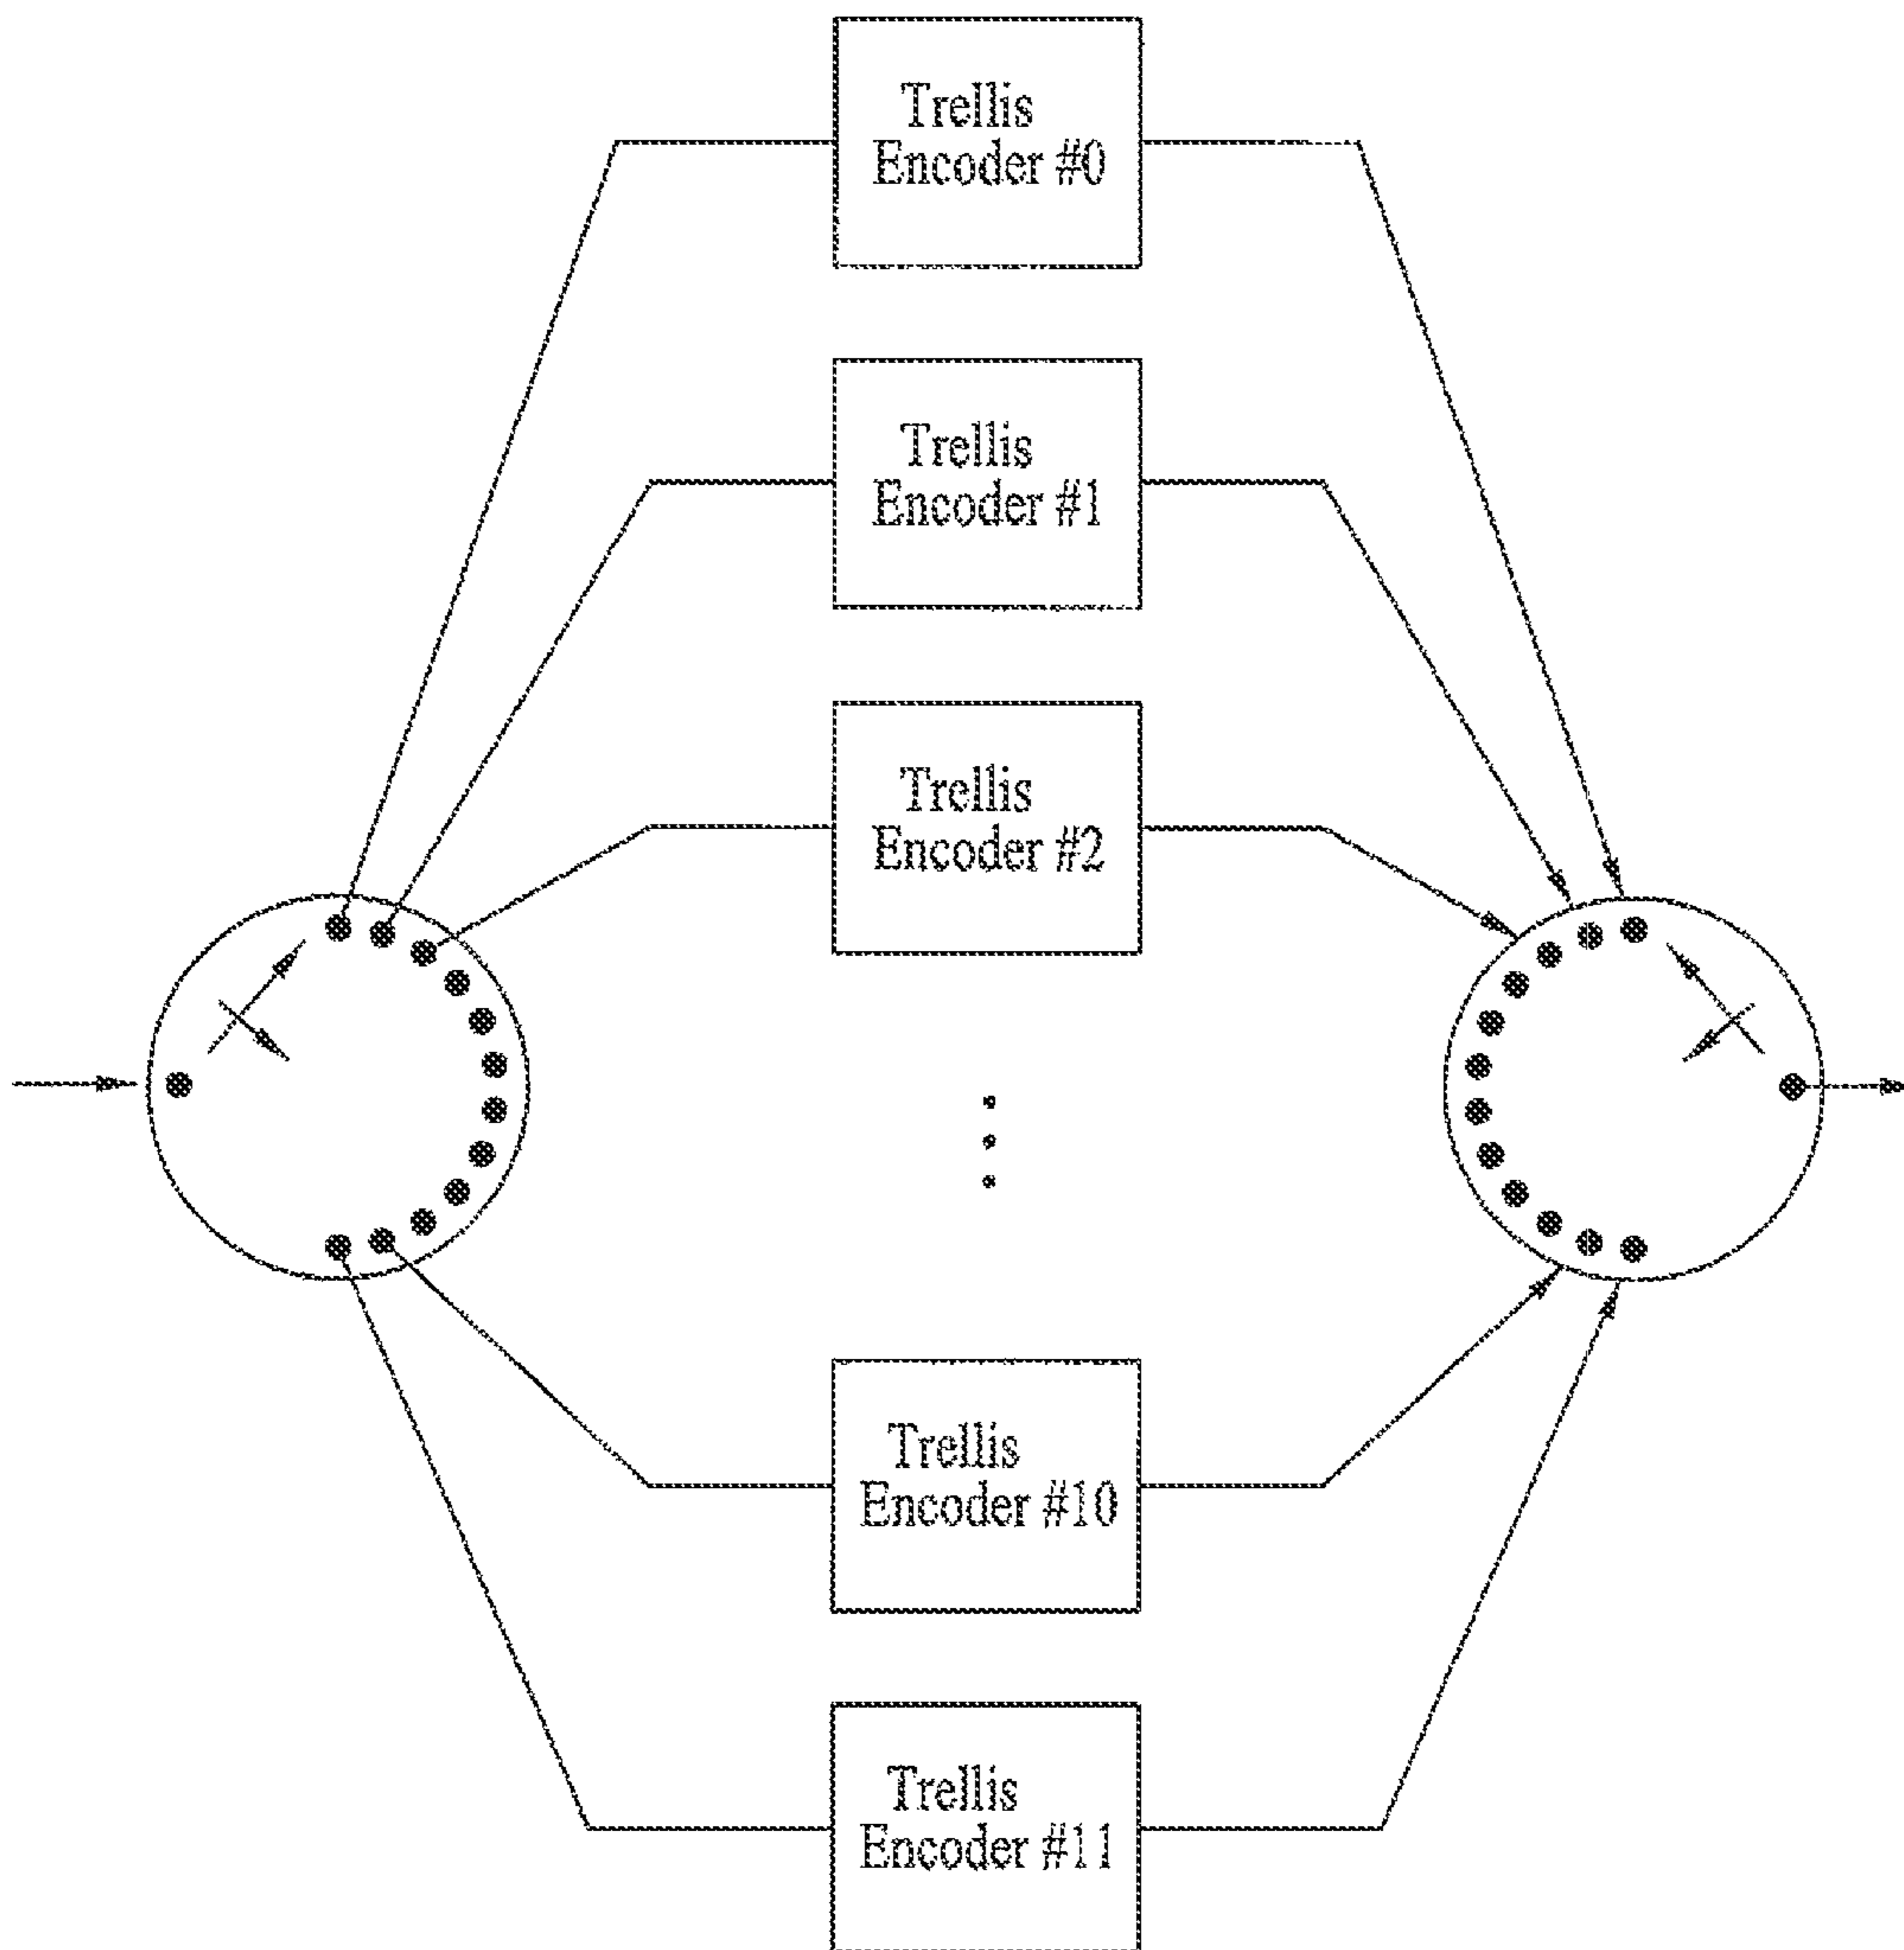 Trellis
Encoder #0
Trellis
Encoder #1
Trellis
Encoder #2
Trellis
Encoder #10
Trellis
Encoder #11